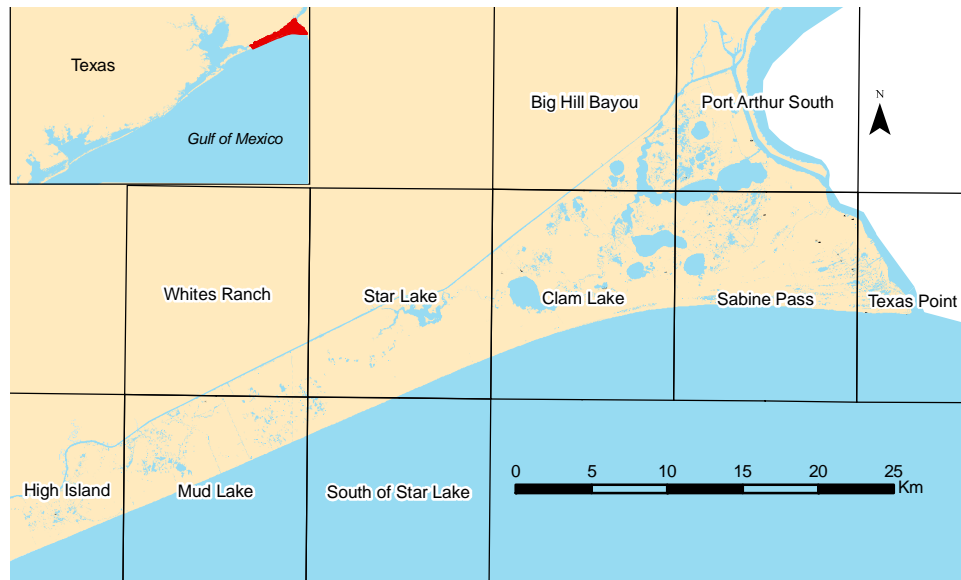 Texas
Gulf of Mexico
Big Hill Bayou
Port Arthur South
N
Whites Ranch
Star Lake
Clam Lake
Sabine Pass
Texas Point
High Island
Mud Lake
South of Star Lake
0 5 10 15 20 25
Km